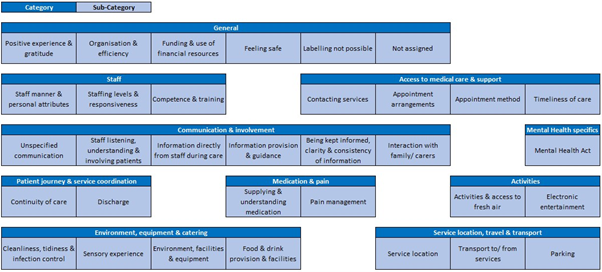 Category Sub-Category
General
Positive experience & Organisation & Funding & use of Feeling safe Labelling not possible Not assigned
gratitude efficiency financial resources
Staff Access to medical care & support
Staff manner & Staffing levels & Competence & training Contacting services Appointment Appointment method Timeliness of care
personal attributes responsiveness arrangements
Communication & involvement Mental Health specifics
Unspecified Staff listening, Information directly Information provision Being kept informed, Interaction with Mental Health Act
communication understanding & from staff during care & guidance clarity & consistency family/ carers
involving patients of information
Patient journey & service coordination Medication & pain Activities
Continuity of care Discharge Supplying & Pain management Activities & access to Electronic
understanding fresh air entertainment
medication
Environment, equipment & catering Service location, travel & transport
Cleanliness, tidiness & Sensory experience Environment, facilities Food & drink Service location Transport to/ from Parking
infection control & equipment provision & facilities services